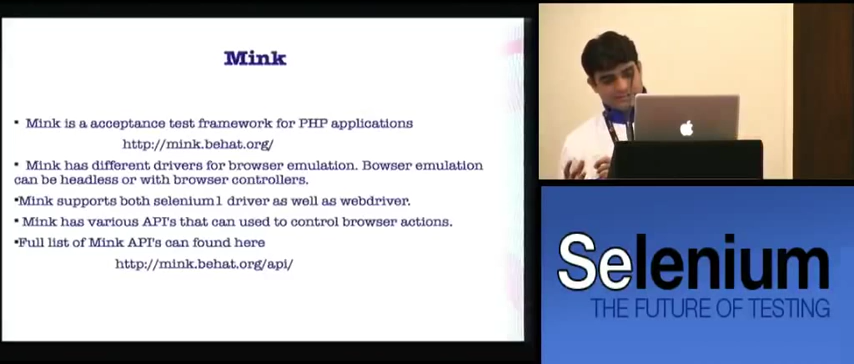 Mink
• Mink is a acceptance test framework for PHP applications
http://mink.behat.org/
• Mink has different drivers for browser emulation. Bowser emulation
can be headless or with browser controllers.
•Mink supports both selenium1 driver as well as webdriver.
• Mink has various API's that can used to control browser actions.
•Full list of Mink API's can found here
http://mink.behat.org/api/
Selenium
THE FUTURE OF TESTING